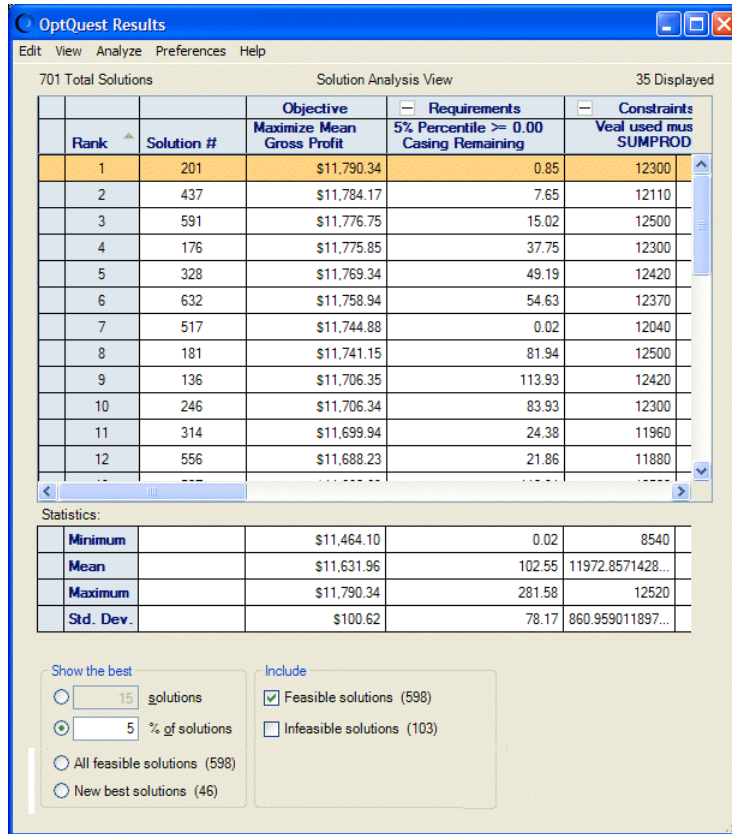 OptQuest Results
Edit View Analyze Preferences Help
701 Total Solutions Solution Analysis View 35 Displayed
Objective Requirements Constraints
Rank Solution # Maximize Mean Gross Profit 5% Percentile >= 0.00 Casing Remaining Veal used mus SUMPROD
1 201 $11,790.34 0.85 12300
2 437 $11,784.17 7.65 12110
3 591 $11,776.75 15.02 12500
4 176 $11,775.85 37.75 12300
5 328 $11,769.34 49.19 12420
6 632 $11,758.94 54.63 12370
7 517 $11,744.88 0.02 12040
8 181 $11,741.15 81.94 12500
9 136 $11,706.35 113.93 12420
10 246 $11,706.34 83.93 12300
11 314 $11,699.94 24.38 11960
12 556 $11,688.23 21.86 11880
Statistics:
Minimum $11,464.10 0.02 8540
Mean $11,631.96 102.55 11972.8571428...
Maximum $11,790.34 281.58 12520
Std. Dev. $100.62 78.17 860.959011897...
Show the best Include
15 solutions Feasible solutions (598)
5 % of solutions Infeasible solutions (103)
All feasible solutions (598)
New best solutions (46)